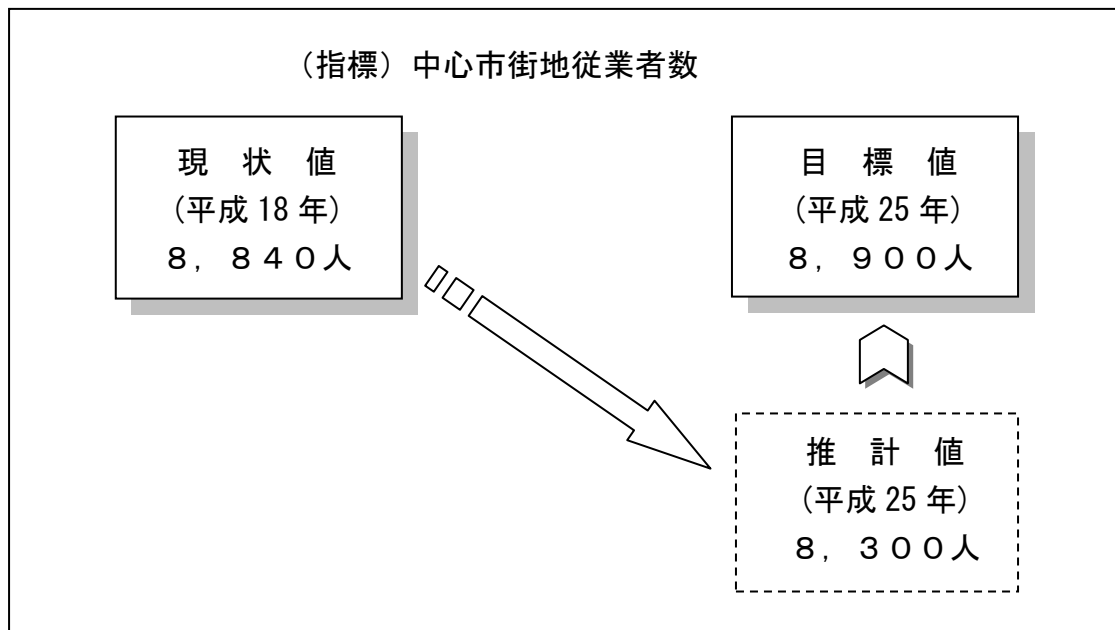 （指標）中心市街地従業者数
現　状　値
(平成 18 年)
８，８４０人
目　標　値
(平成 25 年)
８，９００人
推　計　値
(平成 25 年)
８，３００人